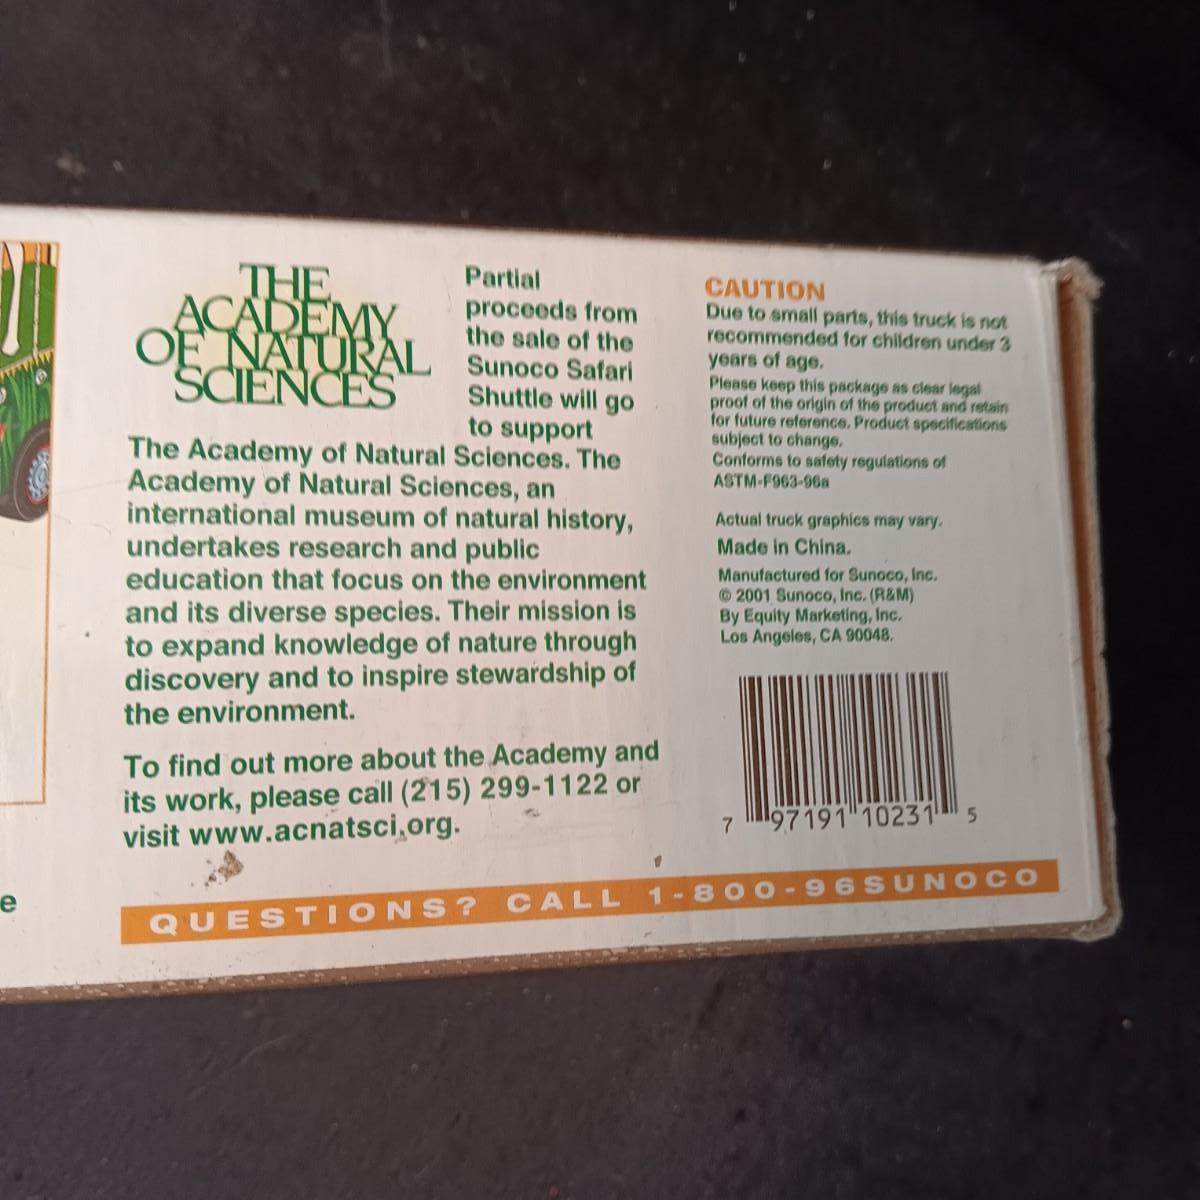 THE
ACADEMY
OF NATURAL
SCIENCES
Partial
proceeds from
the sale of the
Sunoco Safari
Shuttle will go
to support
The Academy of Natural Sciences. The
Academy of Natural Sciences, an
international museum of natural history,
undertakes research and public
education that focus on the environment
and its diverse species. Their mission is
to expand knowledge of nature through
discovery and to inspire stewardship of
the environment.
To find out more about the Academy and
its work, please call (215) 299-1122 or
visit www.acnatsci.org.
CAUTION
Due to small parts, this truck is not
recommended for children under 3
years of age.
Please keep this package as clear legal
proof of the origin of the product and retain
for future reference. Product specifications
subject to change.
Conforms to safety regulations of
ASTM-F963-96a
Actual truck graphics may vary.
Made in China.
Manufactured for Sunoco, Inc.
© 2001 Sunoco, Inc. (R&M)
By Equity Marketing, Inc.
Los Angeles, CA 90048.
7 97191 10231 5
e
QUESTIONS? CALL 1-800-96SUNOCO